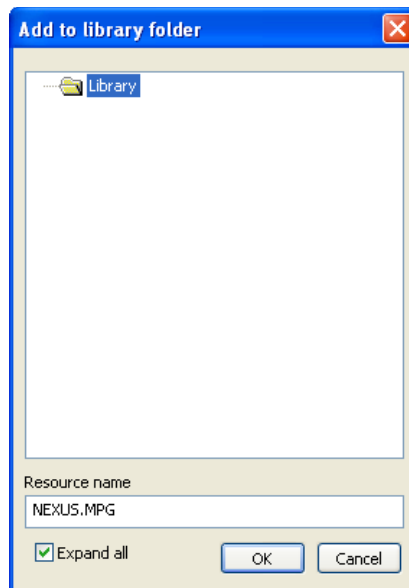 Add to library folder
Library
Resource name
NEXUS.MPG
Expand all
OK
Cancel